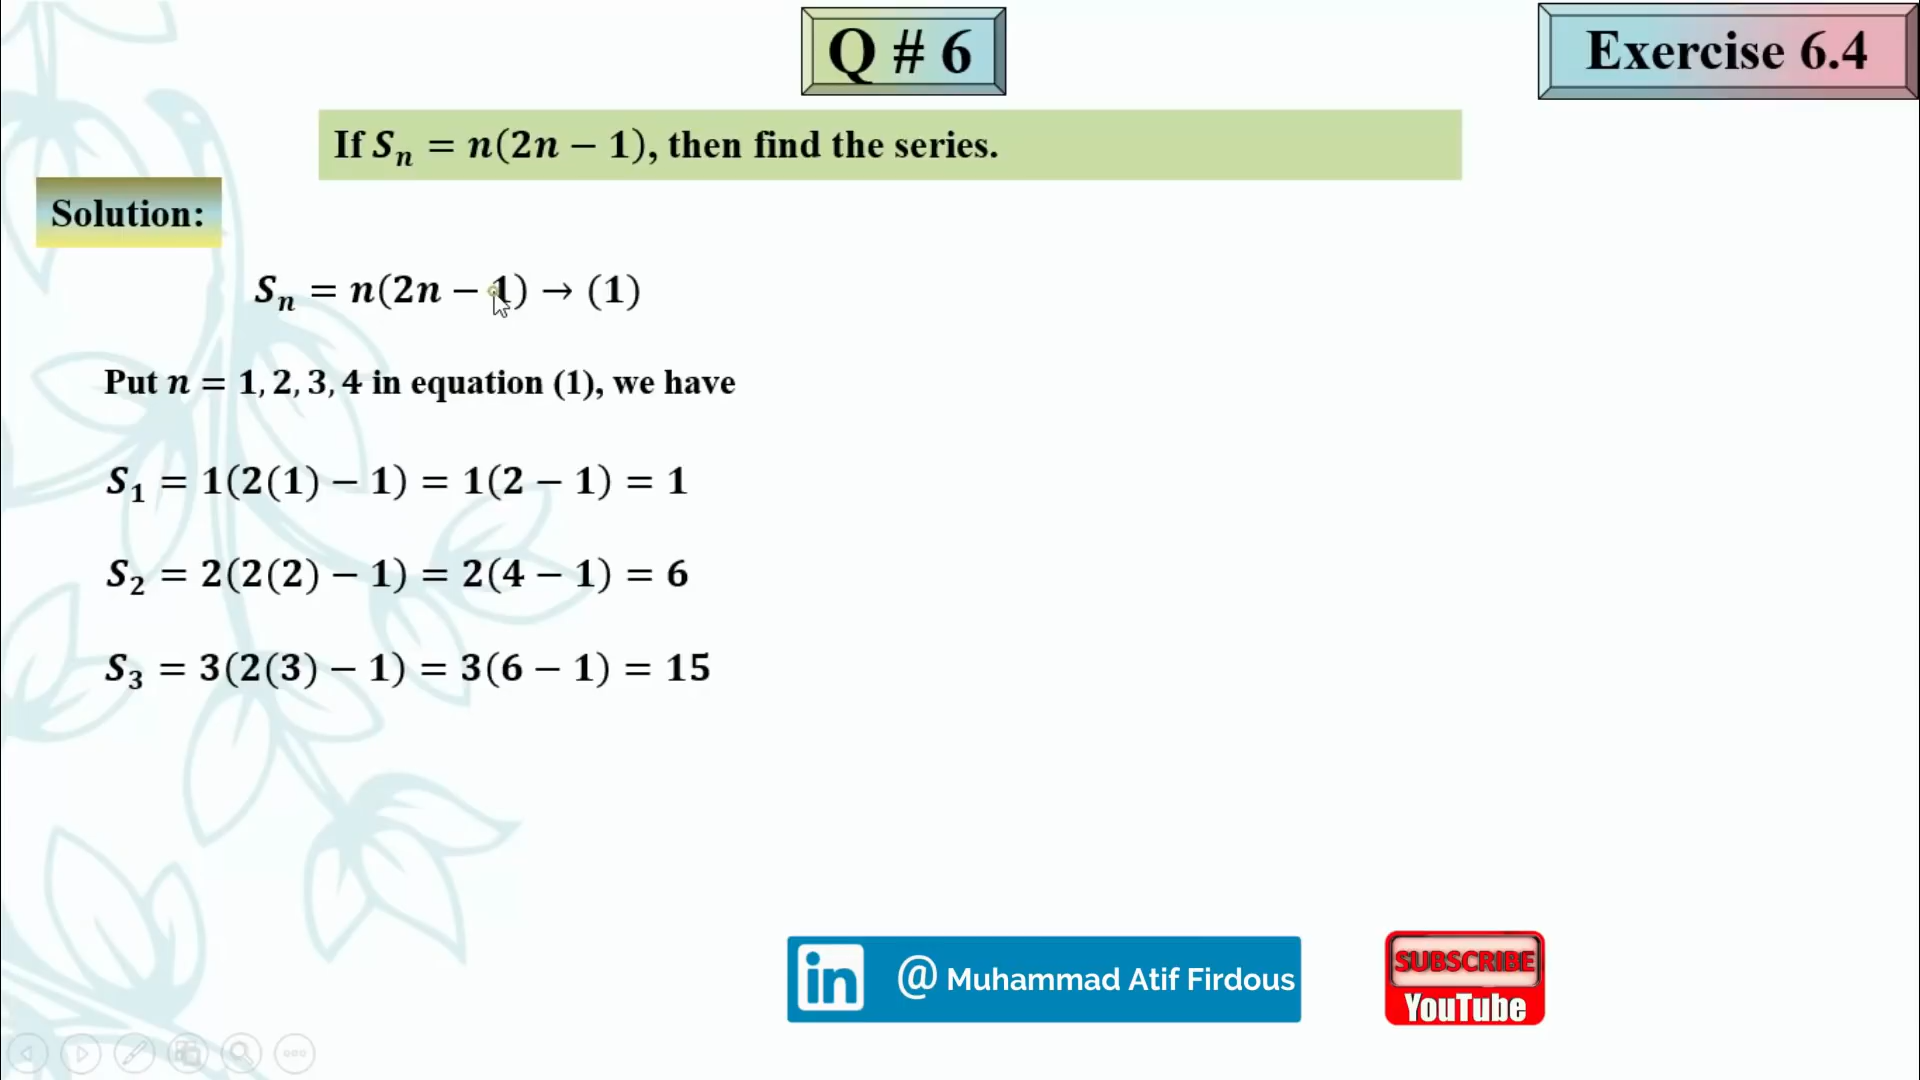 Q # 6
Exercise 6.4
If Sₙ = n(2n − 1), then find the series.
Solution:
Sₙ = n(2n − 1) → (1)
Put n = 1, 2, 3, 4 in equation (1), we have
S₁ = 1(2(1) − 1) = 1(2 − 1) = 1
S₂ = 2(2(2) − 1) = 2(4 − 1) = 6
S₃ = 3(2(3) − 1) = 3(6 − 1) = 15
in @ Muhammad Atif Firdous
SUBSCRIBE
YouTube